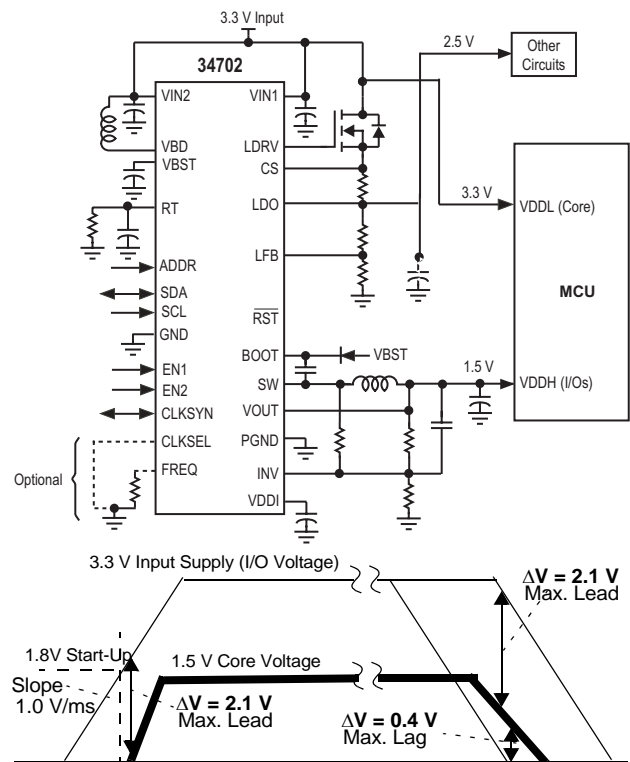 3.3 V Input
34702
2.5 V
Other
Circuits
VIN2
VIN1
VBD
LDRV
VBST
CS
3.3 V
VDDL (Core)
RT
LDO
MCU
ADDR
LFB
SDA
SCL
RST
GND
BOOT
VBST
1.5 V
EN1
SW
VDDH (I/Os)
EN2
VOUT
CLKSYN
CLKSEL
PGND
Optional
FREQ
INV
VDDI
3.3 V Input Supply (I/O Voltage)
ΔV = 2.1 V
Max. Lead
1.8V Start-Up
1.5 V Core Voltage
Slope
1.0 V/ms
ΔV = 2.1 V
Max. Lead
ΔV = 0.4 V
Max. Lag